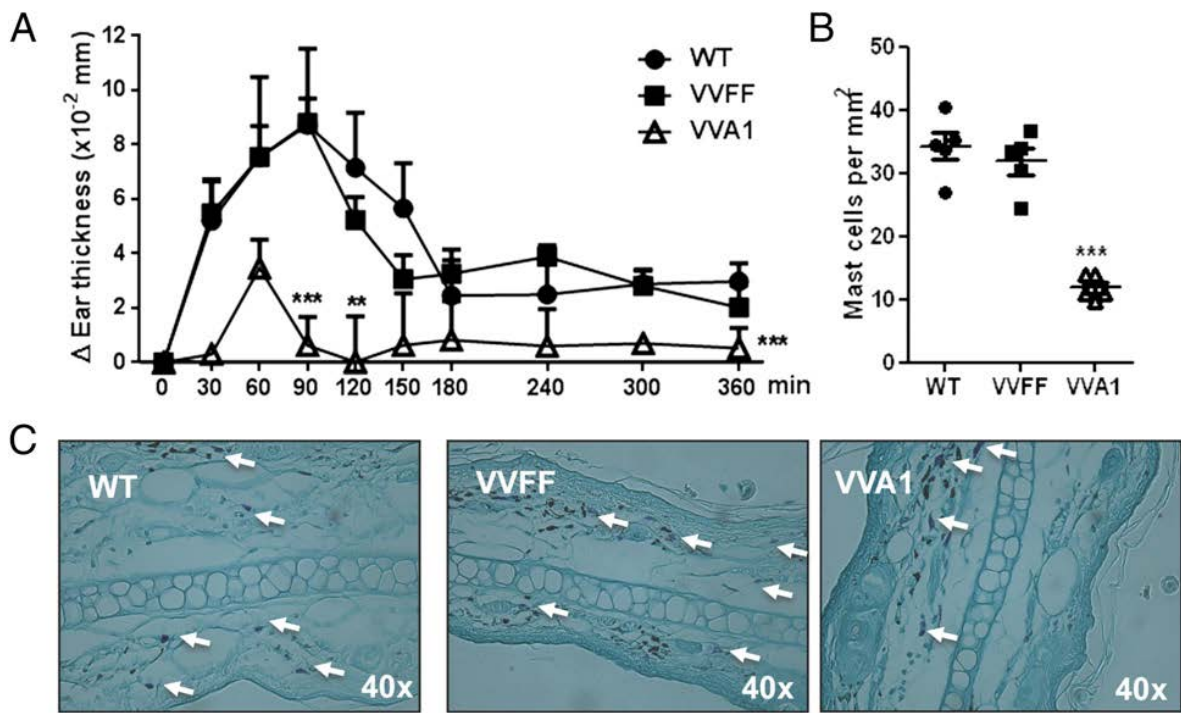 A
Δ Ear thickness (x10⁻² mm)
12
10
8
6
4
2
0
0 30 60 90 120 150 180 240 300 360 min
WT
VVFF
VVA1
*** **
***
B
Mast cells per mm²
50
40
30
20
10
0
***
WT VVFF VVA1
C
WT
40x
VVFF
40x
VVA1
40x